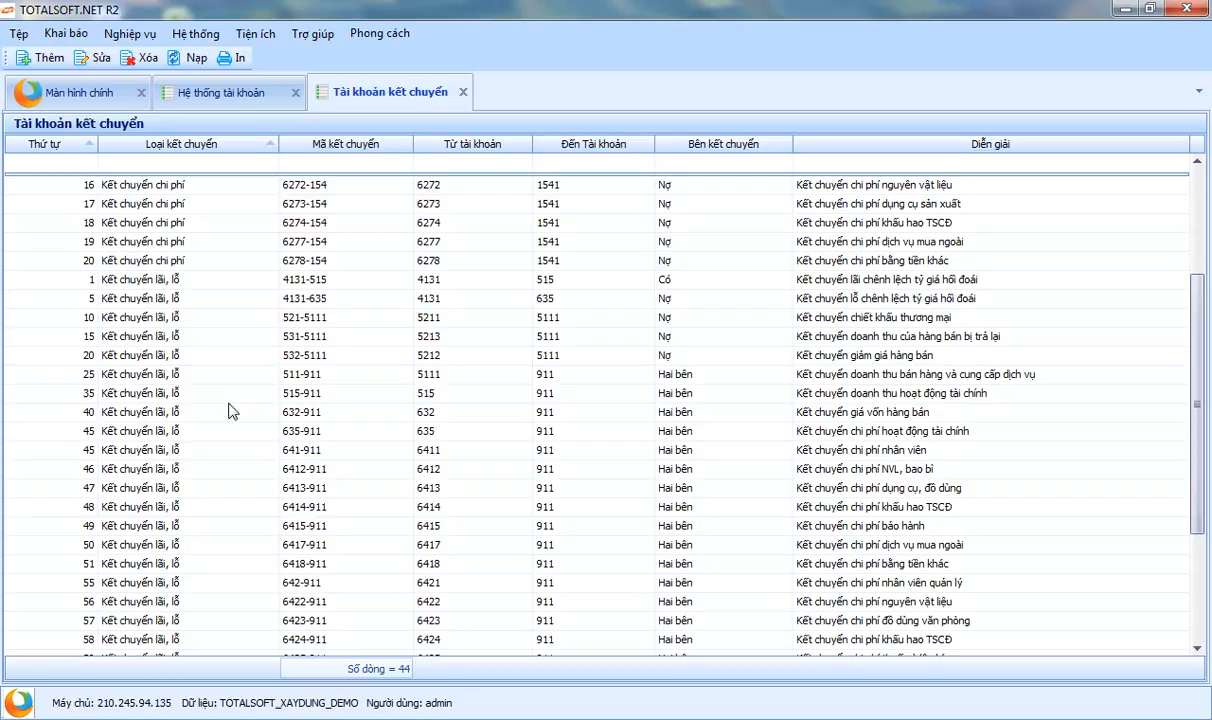 TOTALSOFT.NET R2
Tệp Khai báo Nghiệp vụ Hệ thống Tiện ích Trợ giúp Phong cách
Thêm Sửa Xóa Nạp In
Màn hình chính Hệ thống tài khoản Tài khoản kết chuyển
Tài khoản kết chuyển
Thứ tự Loại kết chuyển Mã kết chuyển Từ tài khoản Đến Tài khoản Bên kết chuyển Diễn giải
16 Kết chuyển chi phí 6272-154 6272 1541 Nợ Kết chuyển chi phí nguyên vật liệu
17 Kết chuyển chi phí 6273-154 6273 1541 Nợ Kết chuyển chi phí dụng cụ sản xuất
18 Kết chuyển chi phí 6274-154 6274 1541 Nợ Kết chuyển chi phí khấu hao TSCĐ
19 Kết chuyển chi phí 6277-154 6277 1541 Nợ Kết chuyển chi phí dịch vụ mua ngoài
20 Kết chuyển chi phí 6278-154 6278 1541 Nợ Kết chuyển chi phí bằng tiền khác
1 Kết chuyển lãi, lỗ 4131-515 4131 515 Có Kết chuyển lãi chênh lệch tỷ giá hối đoái
5 Kết chuyển lãi, lỗ 4131-635 4131 635 Nợ Kết chuyển lỗ chênh lệch tỷ giá hối đoái
10 Kết chuyển lãi, lỗ 521-5111 5211 5111 Nợ Kết chuyển chiết khấu thương mại
15 Kết chuyển lãi, lỗ 531-5111 5213 5111 Nợ Kết chuyển doanh thu của hàng bán bị trả lại
20 Kết chuyển lãi, lỗ 532-5111 5212 5111 Nợ Kết chuyển giảm giá hàng bán
25 Kết chuyển lãi, lỗ 511-911 5111 911 Hai bên Kết chuyển doanh thu bán hàng và cung cấp dịch vụ
35 Kết chuyển lãi, lỗ 515-911 515 911 Hai bên Kết chuyển doanh thu hoạt động tài chính
40 Kết chuyển lãi, lỗ 632-911 632 911 Hai bên Kết chuyển giá vốn hàng bán
45 Kết chuyển lãi, lỗ 635-911 635 911 Hai bên Kết chuyển chi phí hoạt động tài chính
45 Kết chuyển lãi, lỗ 641-911 6411 911 Hai bên Kết chuyển chi phí nhân viên
46 Kết chuyển lãi, lỗ 6412-911 6412 911 Hai bên Kết chuyển chi phí NVL, bao bì
47 Kết chuyển lãi, lỗ 6413-911 6413 911 Hai bên Kết chuyển chi phí dụng cụ, đồ dùng
48 Kết chuyển lãi, lỗ 6414-911 6414 911 Hai bên Kết chuyển chi phí khấu hao TSCĐ
49 Kết chuyển lãi, lỗ 6415-911 6415 911 Hai bên Kết chuyển chi phí bảo hành
50 Kết chuyển lãi, lỗ 6417-911 6417 911 Hai bên Kết chuyển chi phí dịch vụ mua ngoài
51 Kết chuyển lãi, lỗ 6418-911 6418 911 Hai bên Kết chuyển chi phí bằng tiền khác
55 Kết chuyển lãi, lỗ 642-911 6421 911 Hai bên Kết chuyển chi phí nhân viên quản lý
56 Kết chuyển lãi, lỗ 6422-911 6422 911 Hai bên Kết chuyển chi phí nguyên vật liệu
57 Kết chuyển lãi, lỗ 6423-911 6423 911 Hai bên Kết chuyển chi phí đồ dùng văn phòng
58 Kết chuyển lãi, lỗ 6424-911 6424 911 Hai bên Kết chuyển chi phí khấu hao TSCĐ
Số dòng = 44
Máy chủ: 210.245.94.135 Dữ liệu: TOTALSOFT_XAYDUNG_DEMO Người dùng: admin